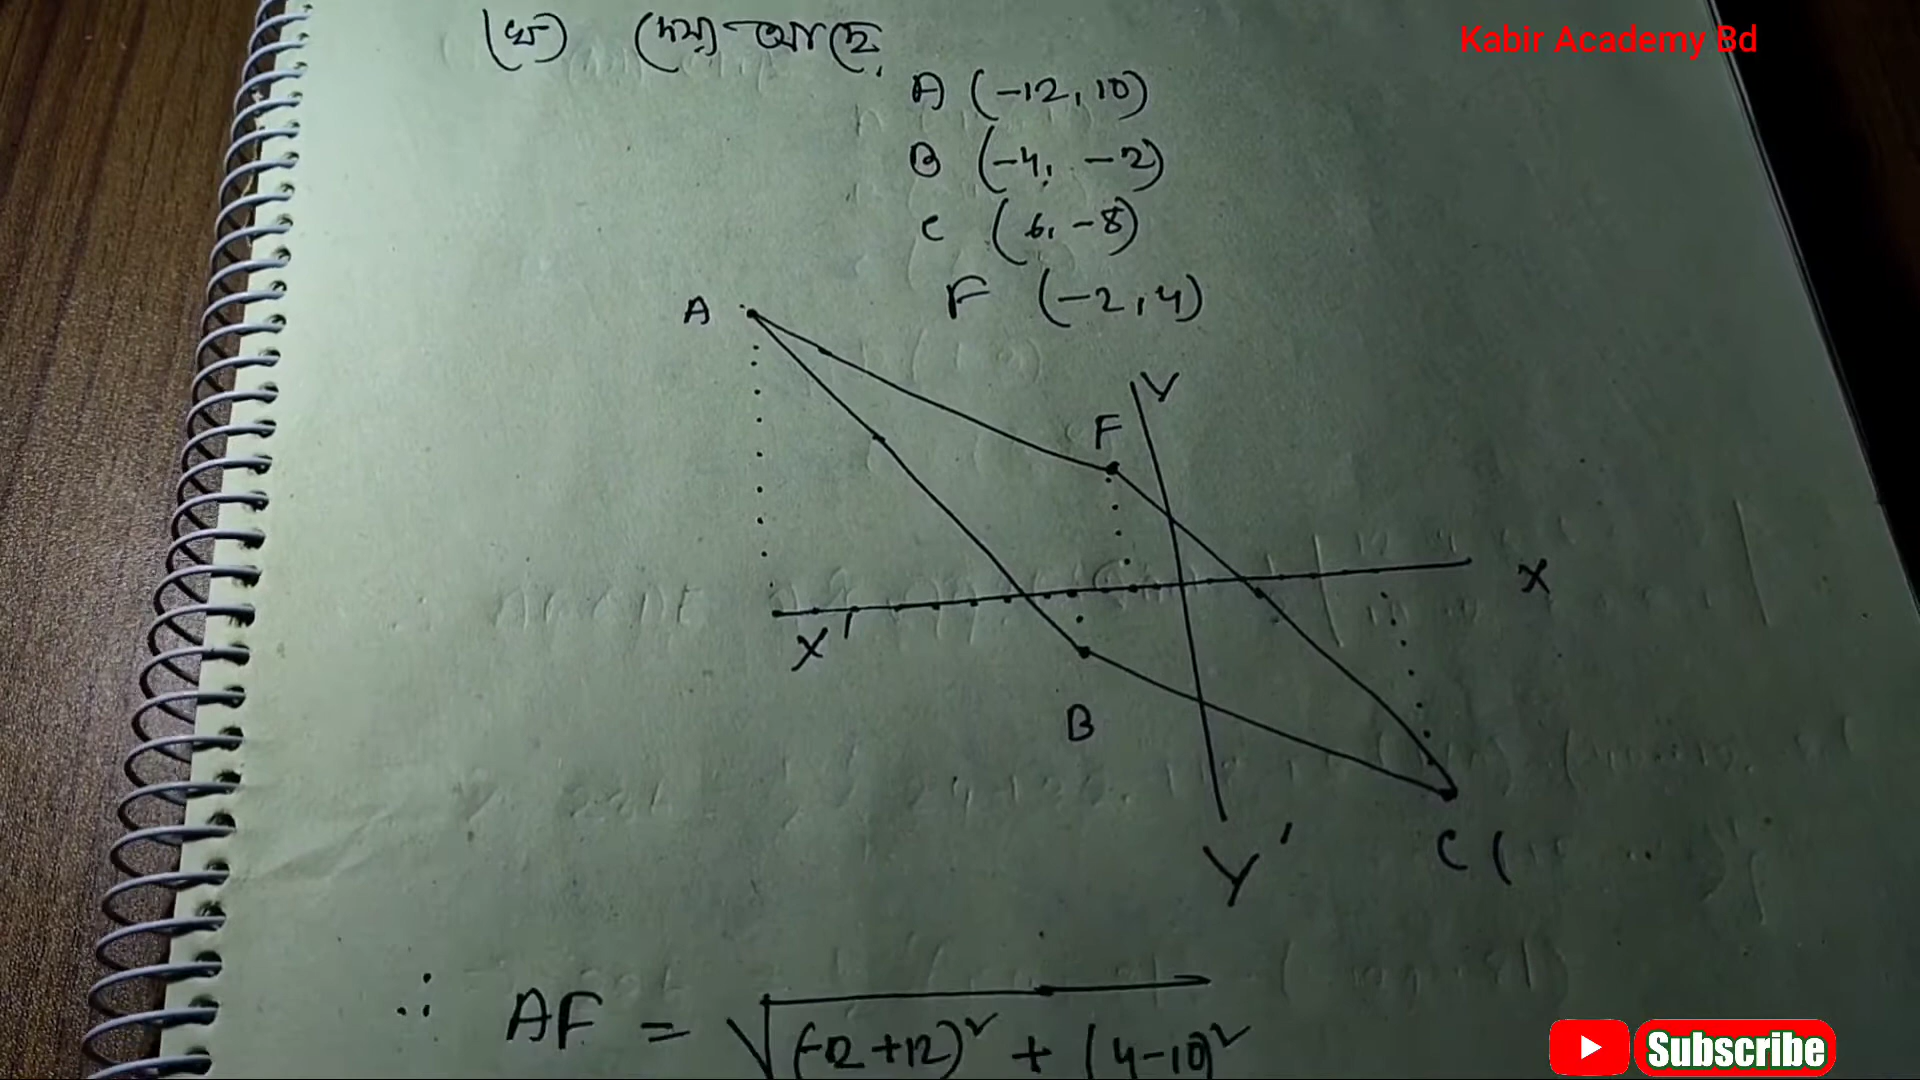 (খ) দেয়া আছে,
Kabir Academy Bd
A (-12, 10)
B (-4, -2)
C (6, -8)
F (-2, 4)
A
Y
F
X
X'
B
C (
Y'
∴ AF = √(-2+12)² + (4-10)²
Subscribe